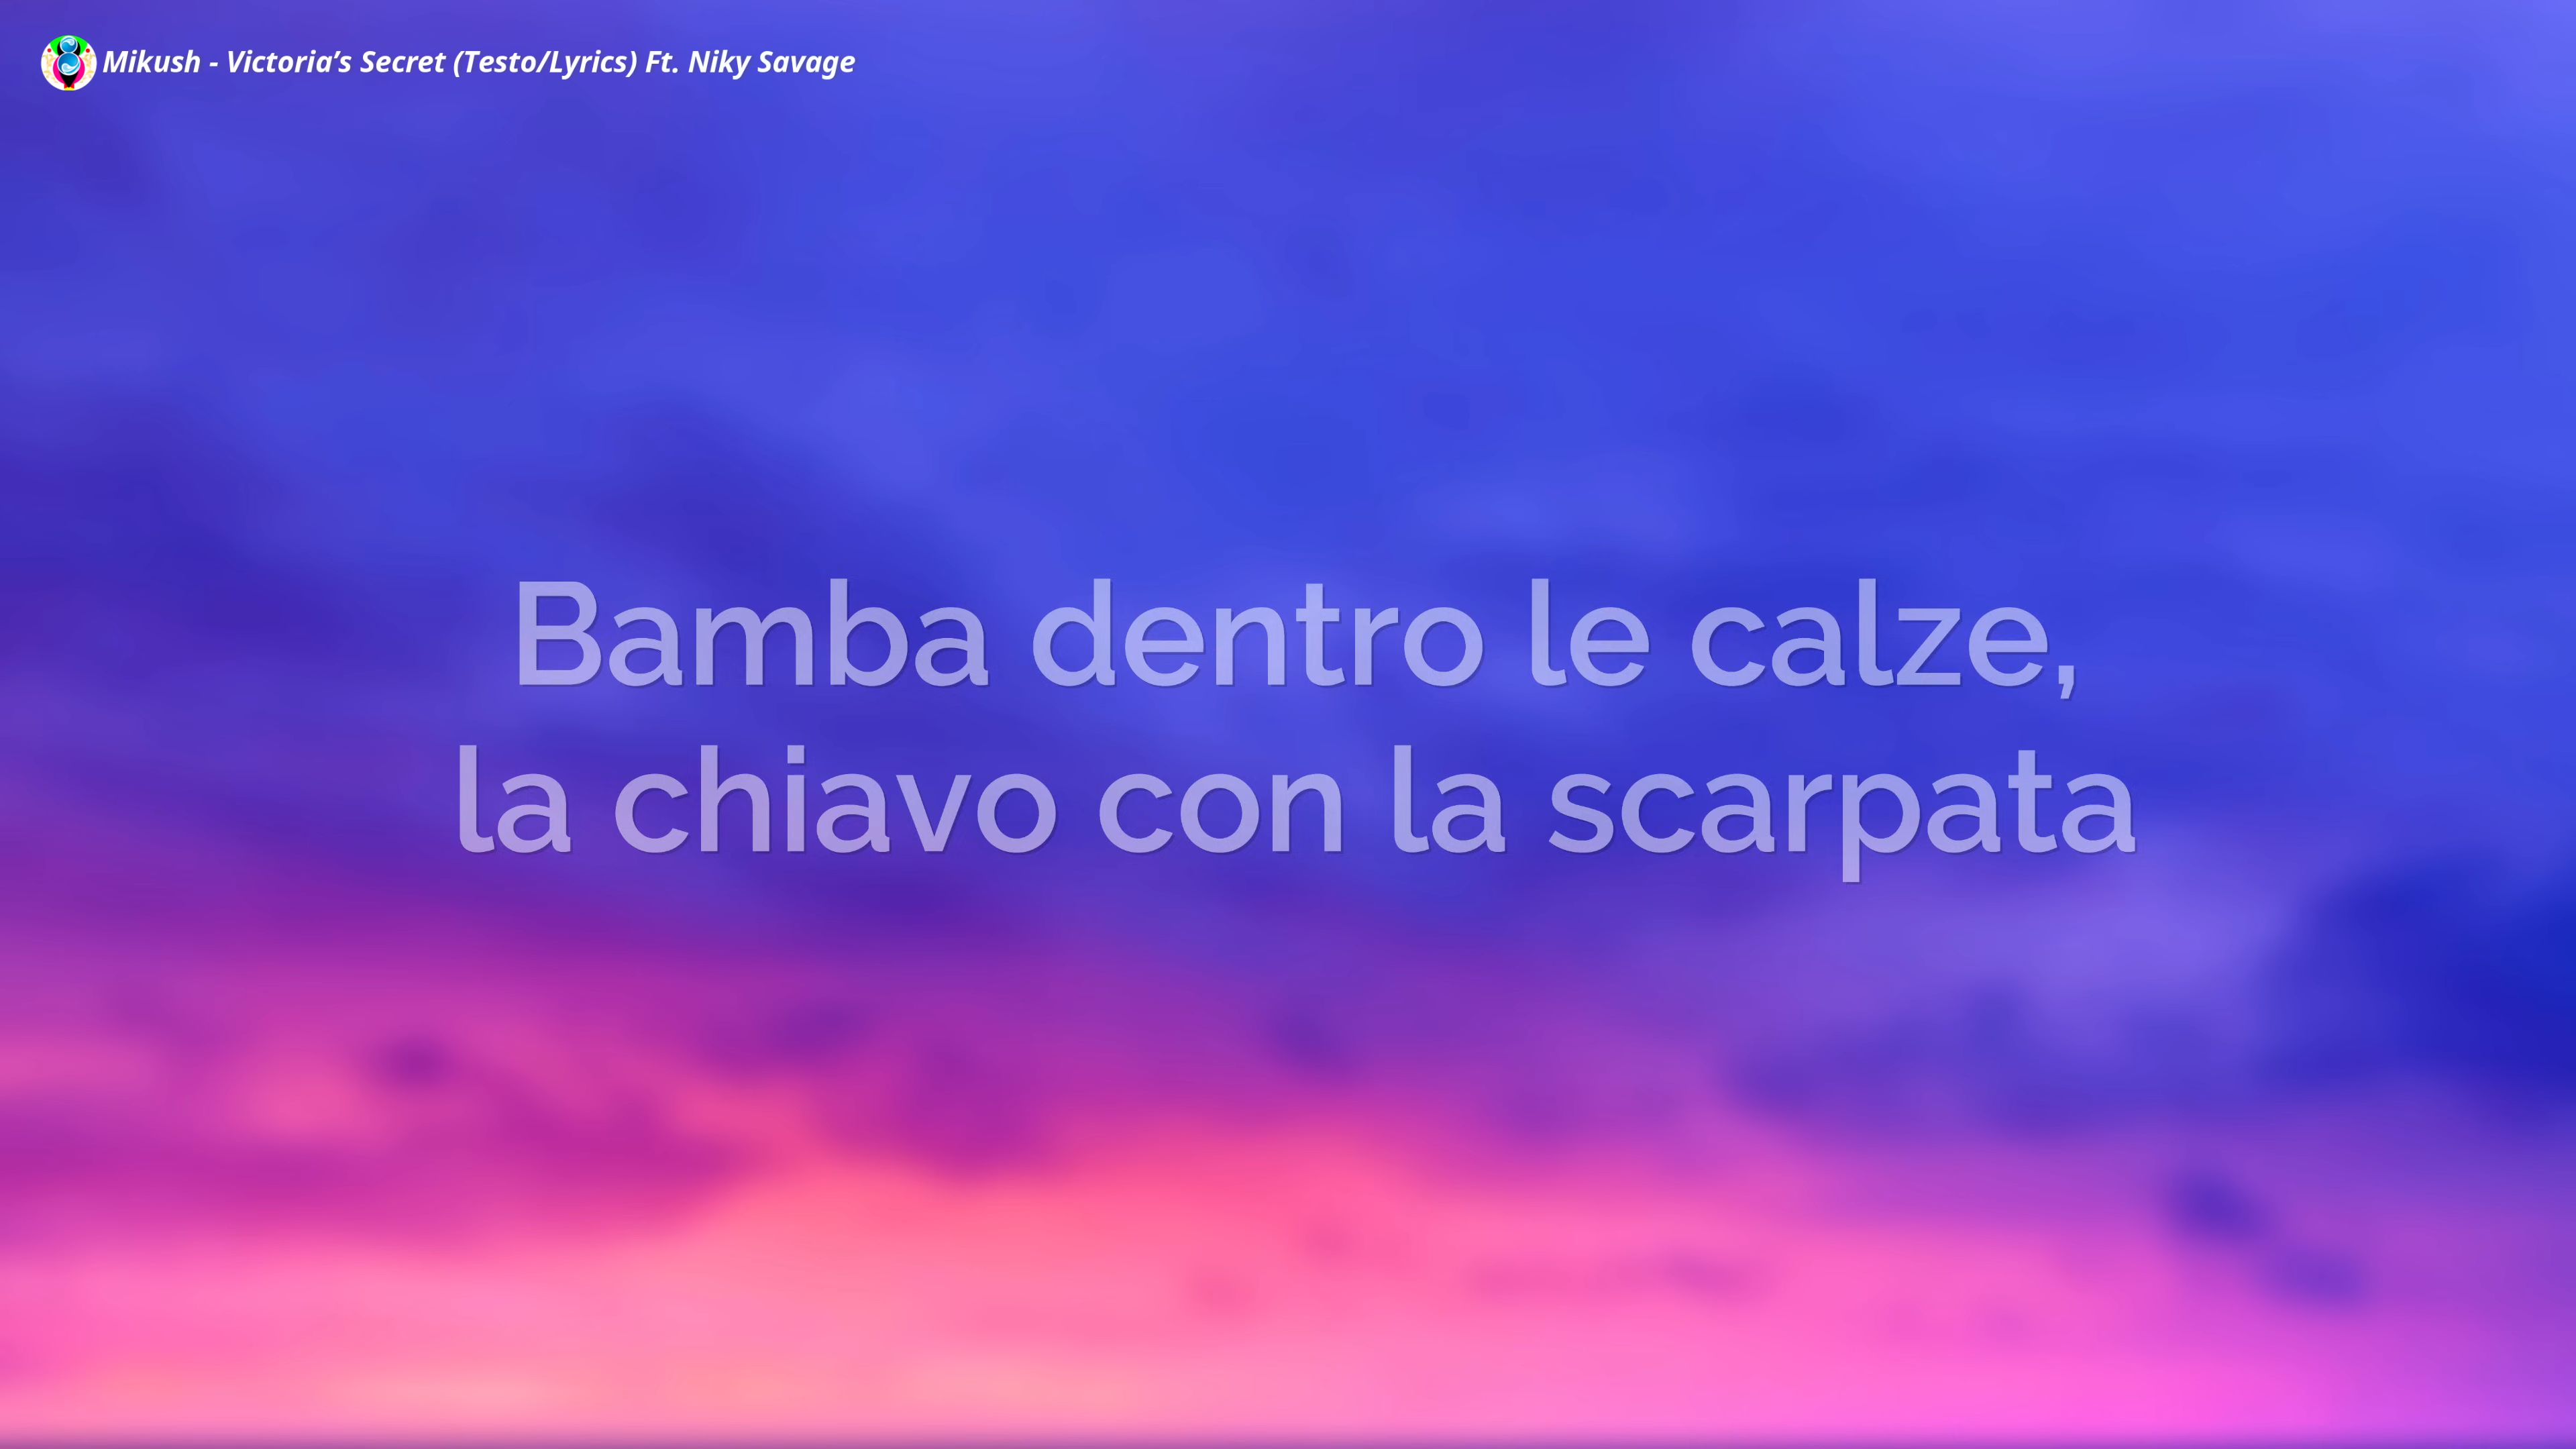 Mikush - Victoria’s Secret (Testo/Lyrics) Ft. Niky Savage
Bamba dentro le calze,
la chiavo con la scarpata